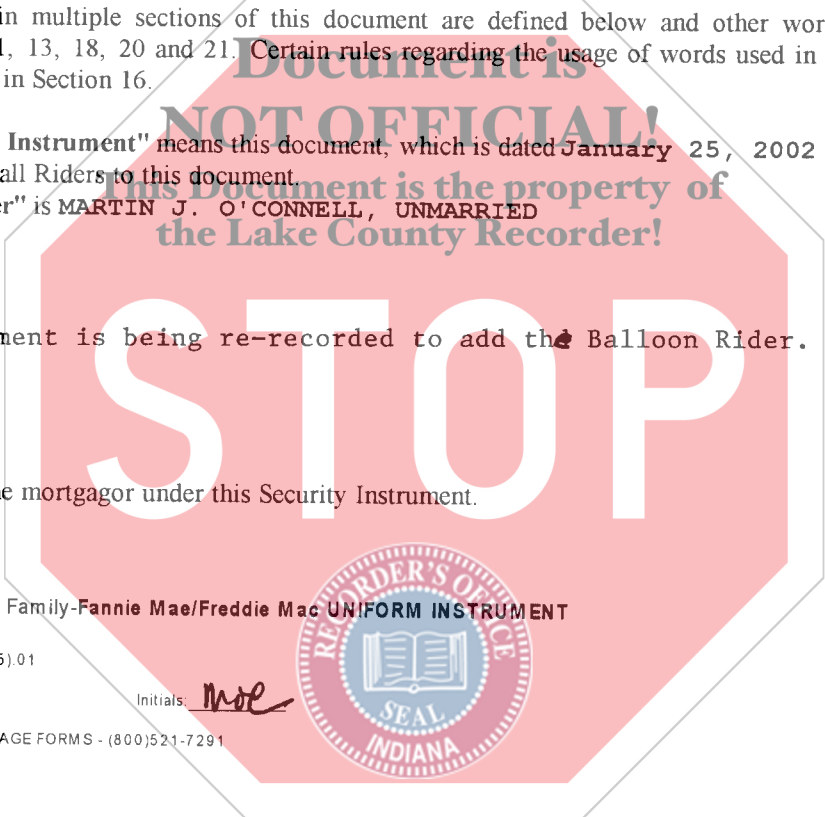 in multiple sections of this document are defined below and other wor
, 13, 18, 20 and 21. Certain rules regarding the usage of words used in
in Section 16.
Document is
NOT OFFICIAL!
This Document is the property of
the Lake County Recorder!
Instrument" means this document, which is dated January 25, 2002
all Riders to this document.
er" is MARTIN J. O'CONNELL, UNMARRIED
ment is being re-recorded to add the Balloon Rider.
STOP
e mortgagor under this Security Instrument.
Family-Fannie Mae/Freddie Mac UNIFORM INSTRUMENT
).01
Initials: MOC
AGE FORMS - (800)521-7291
RECORDER'S OFFICE
SEAL
INDIANA